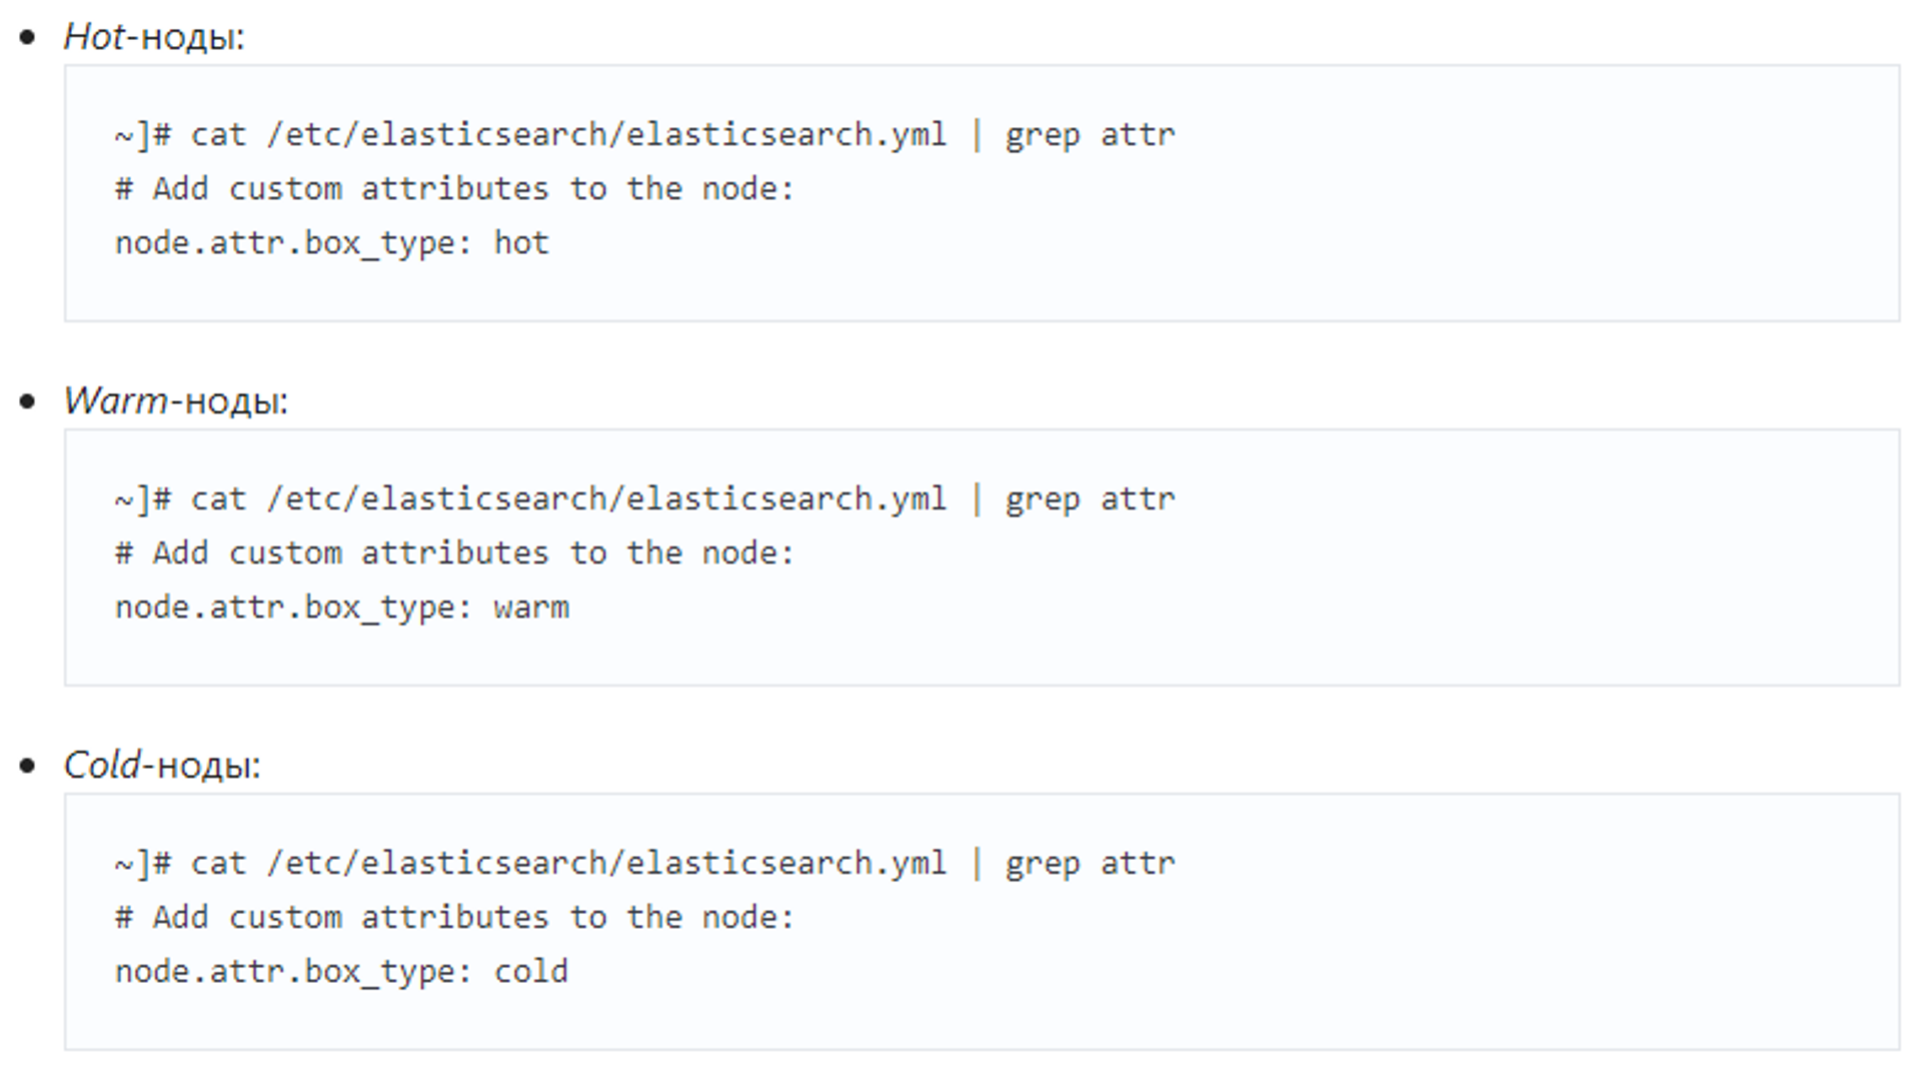 • Hot-ноды:
~]# cat /etc/elasticsearch/elasticsearch.yml | grep attr
# Add custom attributes to the node:
node.attr.box_type: hot
• Warm-ноды:
~]# cat /etc/elasticsearch/elasticsearch.yml | grep attr
# Add custom attributes to the node:
node.attr.box_type: warm
• Cold-ноды:
~]# cat /etc/elasticsearch/elasticsearch.yml | grep attr
# Add custom attributes to the node:
node.attr.box_type: cold